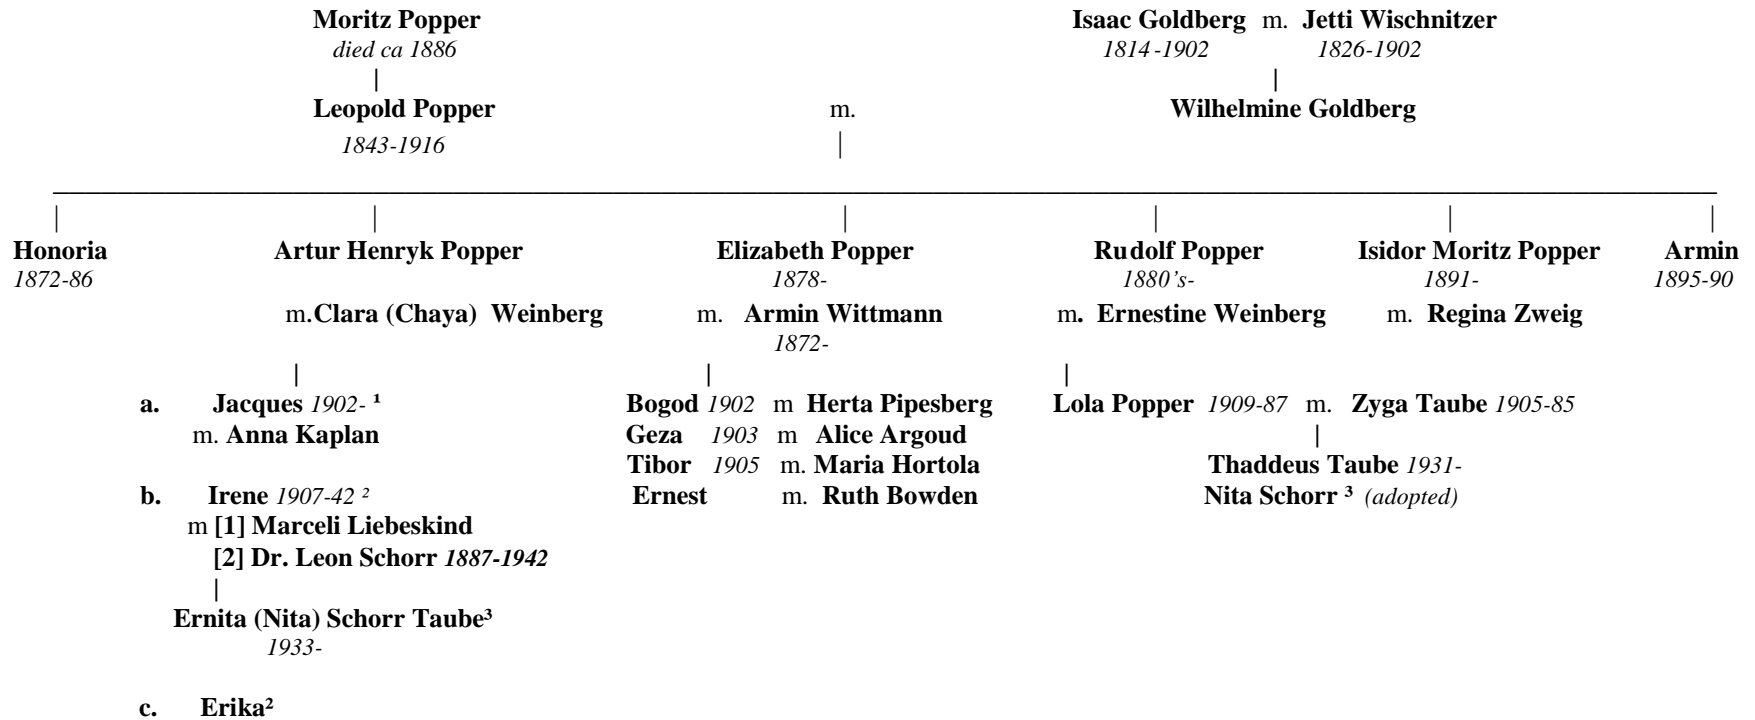 Moritz Popper Isaac Goldberg m. Jetti Wischnitzer
died ca 1886 1814-1902 1826-1902
Leopold Popper m. Wilhelmine Goldberg
1843-1916
Honoria Artur Henryk Popper Elizabeth Popper Rudolf Popper Isidor Moritz Popper Armin
1872-86 1878- 1880's- 1891- 1895-90
m.Clara (Chaya) Weinberg m. Armin Wittmann m. Ernestine Weinberg m. Regina Zweig
1872-
a. Jacques 1902- ¹ Bogod 1902 m Herta Pipesberg Lola Popper 1909-87 m. Zyga Taube 1905-85
m. Anna Kaplan Geza 1903 m Alice Argoud
Tibor 1905 m. Maria Hortola Thaddeus Taube 1931-
b. Irene 1907-42 ² Ernest m. Ruth Bowden Nita Schorr ³ (adopted)
m [1] Marceli Liebeskind
[2] Dr. Leon Schorr 1887-1942
Ernita (Nita) Schorr Taube³
1933-
c. Erika²